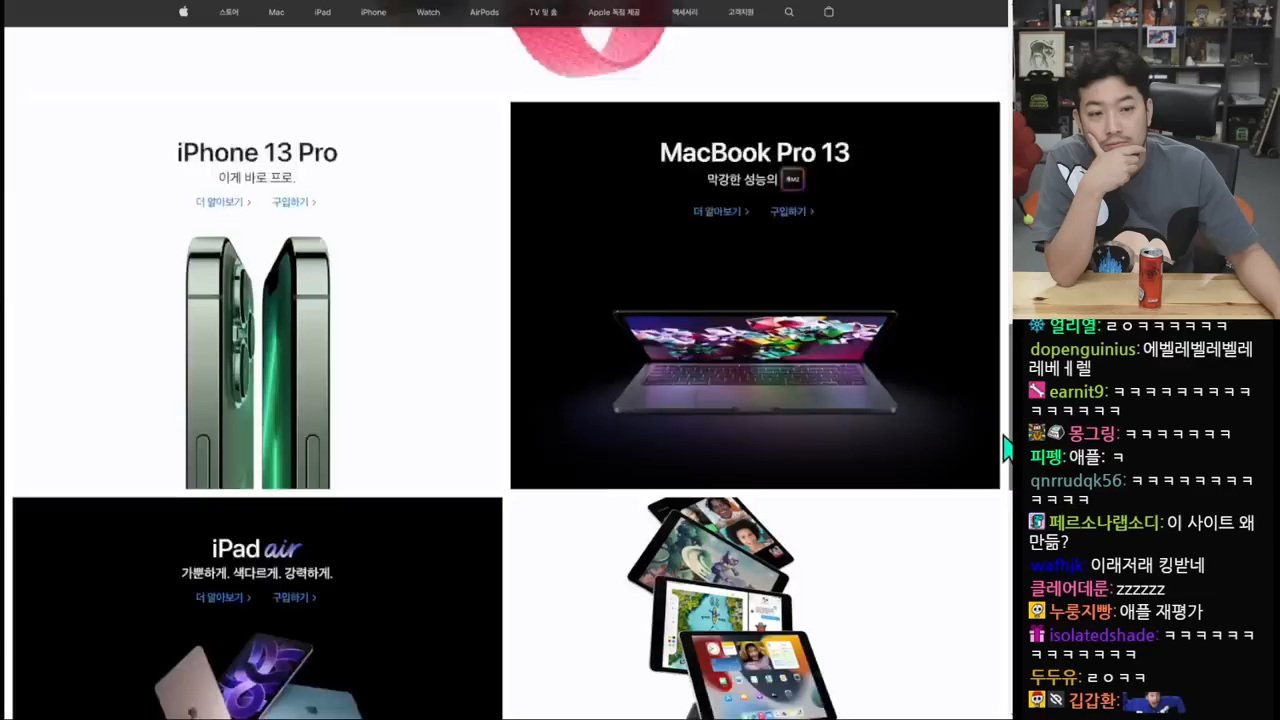 스토어 Mac iPad iPhone Watch AirPods TV 및 홈 Apple 독점 제공 액세서리 고객지원
iPhone 13 Pro
이게 바로 프로.
더 알아보기 > 구입하기 >
MacBook Pro 13
막강한 성능의 M2
더 알아보기 > 구입하기 >
iPad air
가뿐하게. 색다르게. 강력하게.
더 알아보기 > 구입하기 >
얼리열: ㄹㅇㅋㅋㅋㅋㅋㅋ
dopenguinius: 에벨레벨레벨레
레베ㅔ렐
earnit9: ㅋㅋㅋㅋㅋㅋㅋㅋㅋ
ㅋㅋㅋㅋㅋㅋ
몽그링: ㅋㅋㅋㅋㅋㅋㅋ
피펭: 애플: ㅋ
qnrrudqk56: ㅋㅋㅋㅋㅋㅋㅋㅋ
ㅋㅋㅋㅋ
페르소나랩소디: 이 사이트 왜
만듦?
wafhjk: 이래저래 킹받네
클레어데룬: zzzzzz
누룽지빵: 애플 재평가
isolatedshade: ㅋㅋㅋㅋㅋㅋ
ㅋㅋㅋㅋㅋㅋㅋ
두두유: ㄹㅇㅋㅋ
김갑환: